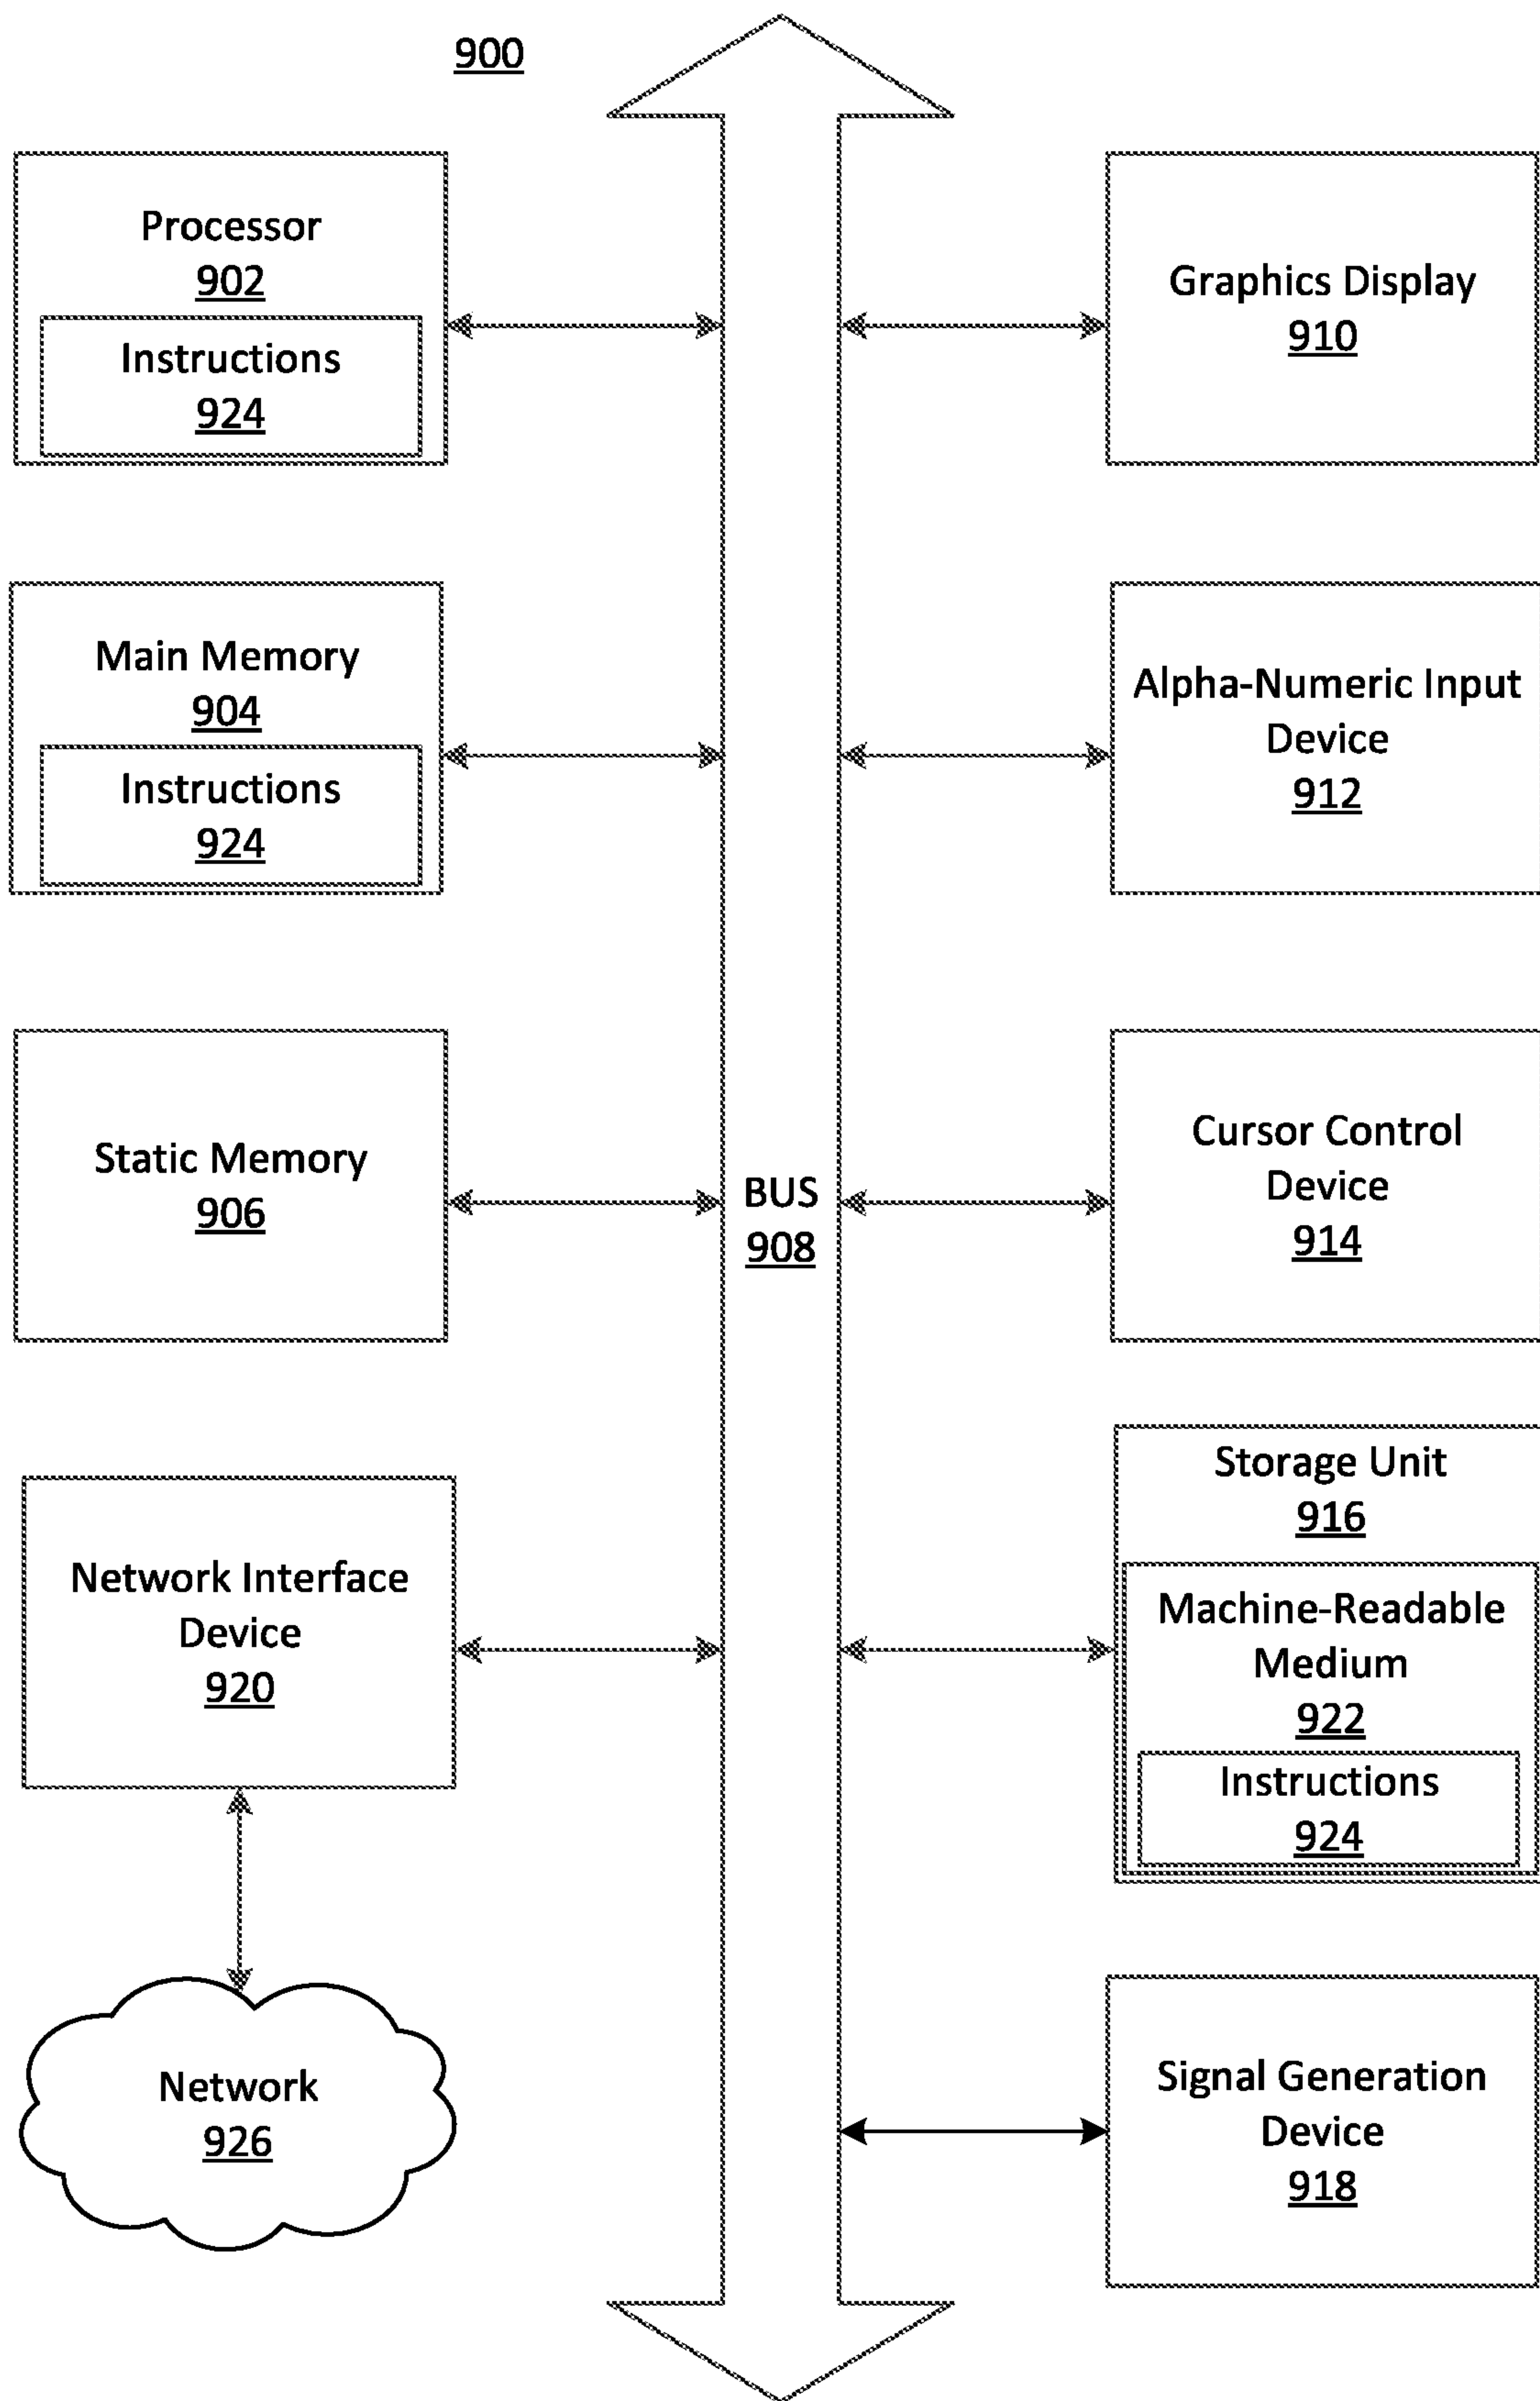 900
Processor
902
Instructions
924
Main Memory
904
Instructions
924
Static Memory
906
Network Interface
Device
920
Network
926
BUS
908
Graphics Display
910
Alpha-Numeric Input
Device
912
Cursor Control
Device
914
Storage Unit
916
Machine-Readable
Medium
922
Instructions
924
Signal Generation
Device
918